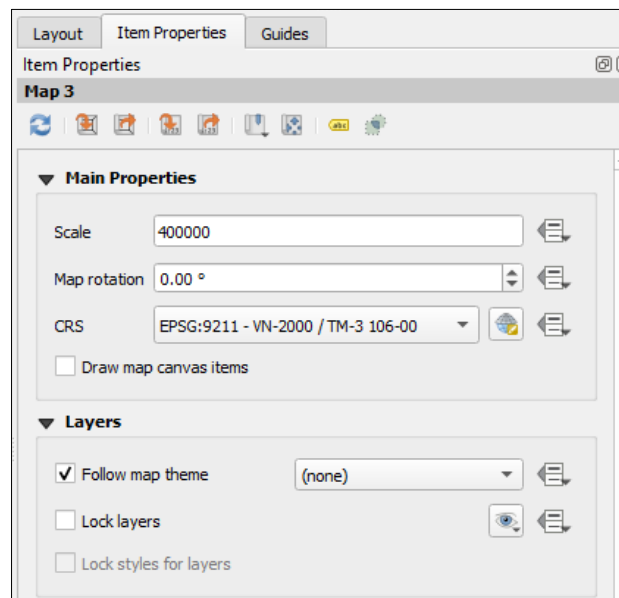 Layout Item Properties Guides
Item Properties
Map 3
abc
Main Properties
Scale 400000
Map rotation 0.00 °
CRS EPSG:9211 - VN-2000 / TM-3 106-00
Draw map canvas items
Layers
Follow map theme (none)
Lock layers
Lock styles for layers